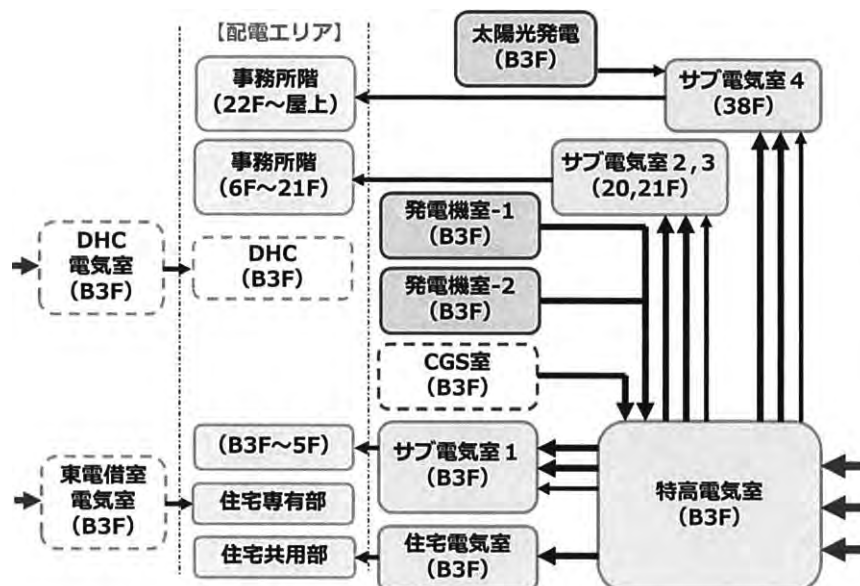 【配電エリア】
太陽光発電
(B3F)
サブ電気室4
(38F)
事務所階
(22F～屋上)
事務所階
(6F～21F)
サブ電気室2,3
(20,21F)
発電機室-1
(B3F)
DHC
電気室
(B3F)
DHC
(B3F)
発電機室-2
(B3F)
CGS室
(B3F)
(B3F～5F)
サブ電気室1
(B3F)
特高電気室
(B3F)
東電借室
電気室
(B3F)
住宅専有部
住宅共用部
住宅電気室
(B3F)